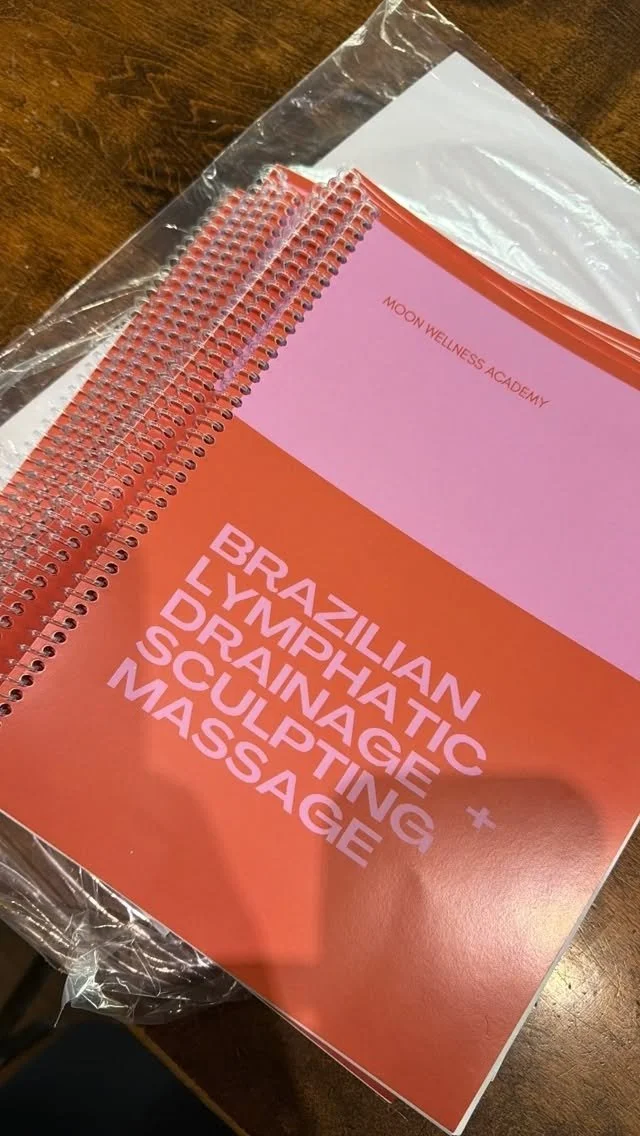 MOON WELLNESS ACADEMY
BRAZILIAN
LYMPHATIC
DRAINAGE +
SCULPTING
MASSAGE